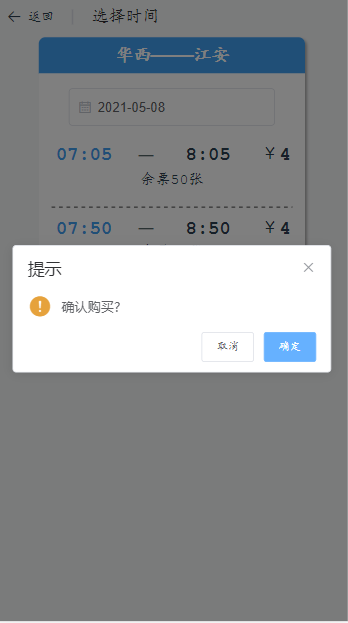 返回 选择时间
华西———江安
2021-05-08
07:05 — 8:05 ￥4
余票50张
07:50 — 8:50 ￥4
提示
确认购买?
取消 确定